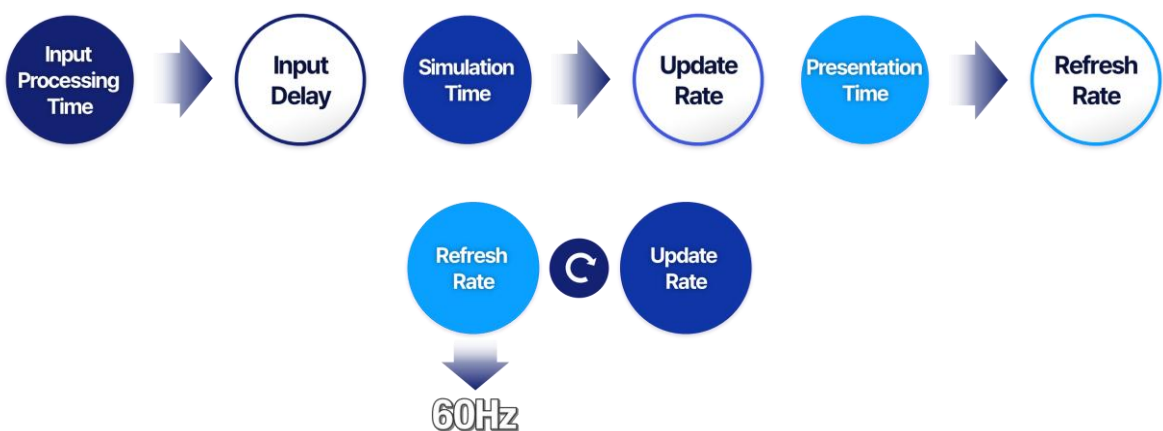 Input
Processing
Time
Input
Delay
Simulation
Time
Update
Rate
Presentation
Time
Refresh
Rate
Refresh
Rate
Update
Rate
60Hz